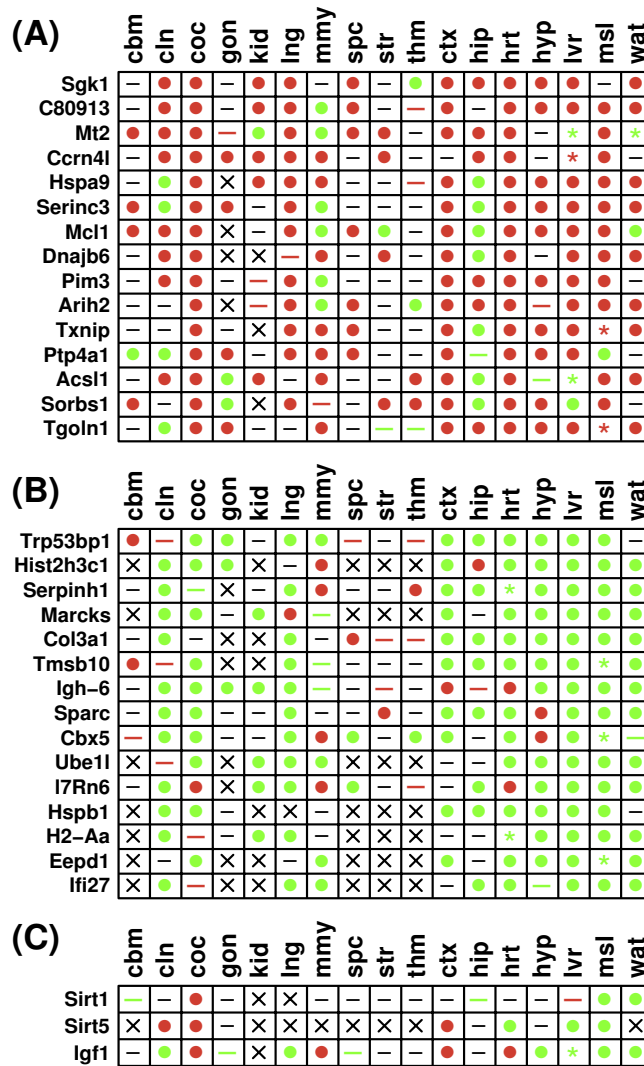 (A)
cbm cln coc gon kid lng mmy spc str thm ctx hip hrt hyp lvr msl wat
Sgk1
C80913
Mt2
Ccrn4l
Hspa9
Serinc3
Mcl1
Dnajb6
Pim3
Arih2
Txnip
Ptp4a1
Acsl1
Sorbs1
Tgoln1
(B)
cbm cln coc gon kid lng mmy spc str thm ctx hip hrt hyp lvr msl wat
Trp53bp1
Hist2h3c1
Serpinh1
Marcks
Col3a1
Tmsb10
Igh−6
Sparc
Cbx5
Ube1l
I7Rn6
Hspb1
H2−Aa
Eepd1
Ifi27
(C)
cbm cln coc gon kid lng mmy spc str thm ctx hip hrt hyp lvr msl wat
Sirt1
Sirt5
Igf1